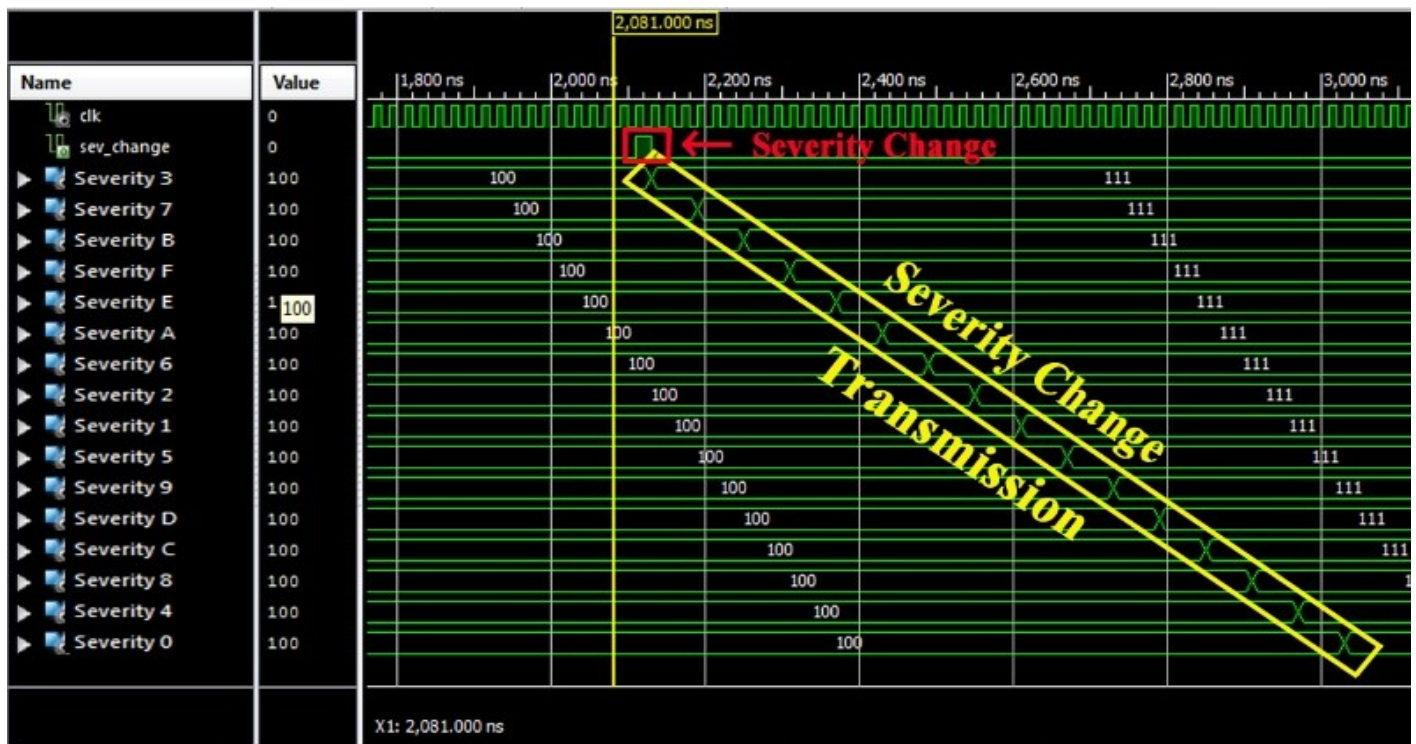 2,081.000 ns
Name Value
1,800 ns 2,000 ns 2,200 ns 2,400 ns 2,600 ns 2,800 ns 3,000 ns
clk 0
sev_change 0 ← Severity Change
Severity 3 100 100 111
Severity 7 100 100 111
Severity B 100 100 111
Severity F 100 100 111
Severity E 1 100 100 111
Severity A 100 100 111
Severity 6 100 100 111
Severity 2 100 100 111
Severity 1 100 100 111
Severity 5 100 100 111
Severity 9 100 100 111
Severity D 100 100 111
Severity C 100 100 111
Severity 8 100 100 1
Severity 4 100 100
Severity 0 100 100
Severity Change
Transmission
X1: 2,081.000 ns